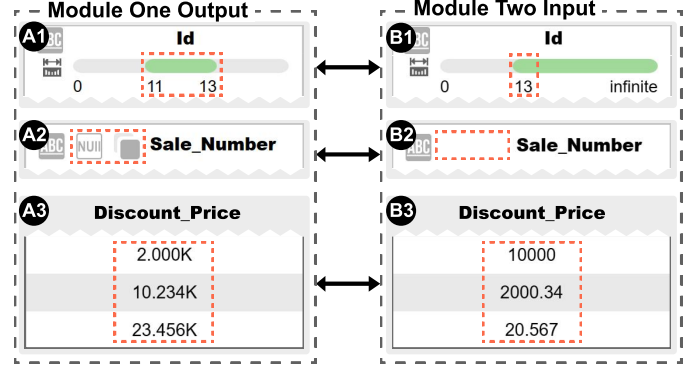 Module One Output
A1
ABC
Id
0
11
13
A2
ABC
NUll
Sale_Number
A3
Discount_Price
2.000K
10.234K
23.456K
Module Two Input
B1
ABC
Id
0
13
infinite
B2
ABC
Sale_Number
B3
Discount_Price
10000
2000.34
20.567